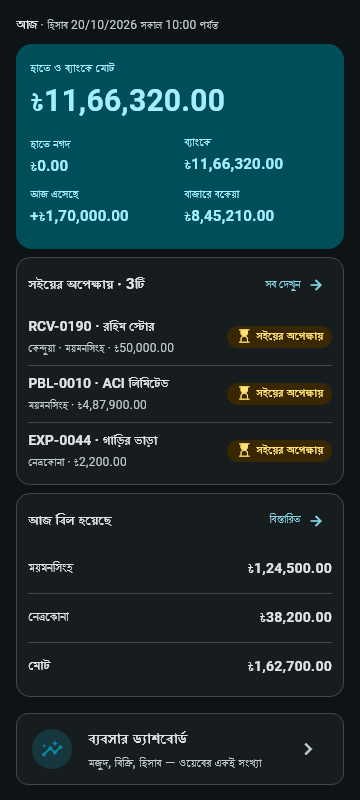 আজ · হিসাব 20/10/2026 সকাল 10:00 পর্যন্ত
হাতে ও ব্যাংকে মোট
৳11,66,320.00
হাতে নগদ
ব্যাংকে
৳0.00
৳11,66,320.00
আজ এসেছে
বাজারে বকেয়া
+৳1,70,000.00
৳8,45,210.00
সইয়ের অপেক্ষায় · 3টি
সব দেখুন
RCV-0190 · রহিম স্টোর
কেন্দুয়া · ময়মনসিংহ · ৳50,000.00
সইয়ের অপেক্ষায়
PBL-0010 · ACI লিমিটেড
ময়মনসিংহ · ৳4,87,900.00
সইয়ের অপেক্ষায়
EXP-0044 · গাড়ির ভাড়া
নেত্রকোনা · ৳2,200.00
সইয়ের অপেক্ষায়
আজ বিল হয়েছে
বিস্তারিত
ময়মনসিংহ
৳1,24,500.00
নেত্রকোনা
৳38,200.00
মোট
৳1,62,700.00
ব্যবসার ড্যাশবোর্ড
মজুদ, বিক্রি, হিসাব — ওয়েবের একই সংখ্যা